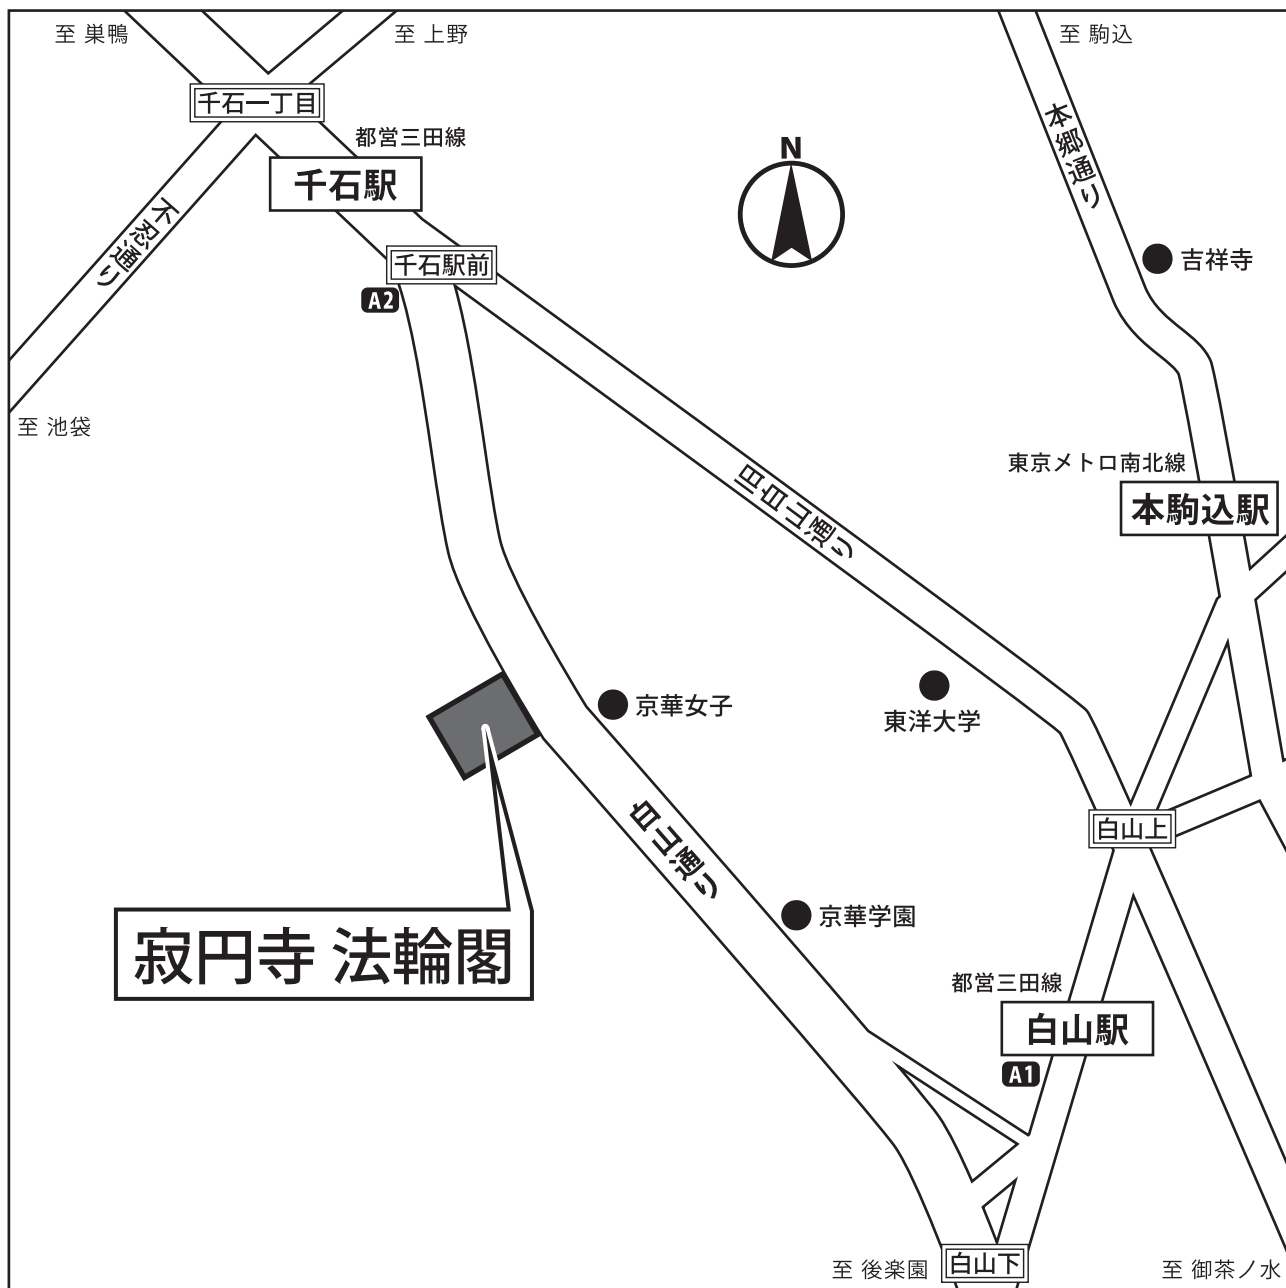 至 巣鴨
至 上野
至 駒込
千石一丁目
都営三田線
千石駅
N
本郷通り
不忍通り
千石駅前
吉祥寺
A2
至 池袋
東京メトロ南北線
本駒込駅
旧白山通り
京華女子
東洋大学
白山通り
白山上
京華学園
寂円寺 法輪閣
都営三田線
白山駅
A1
至 後楽園
白山下
至 御茶ノ水